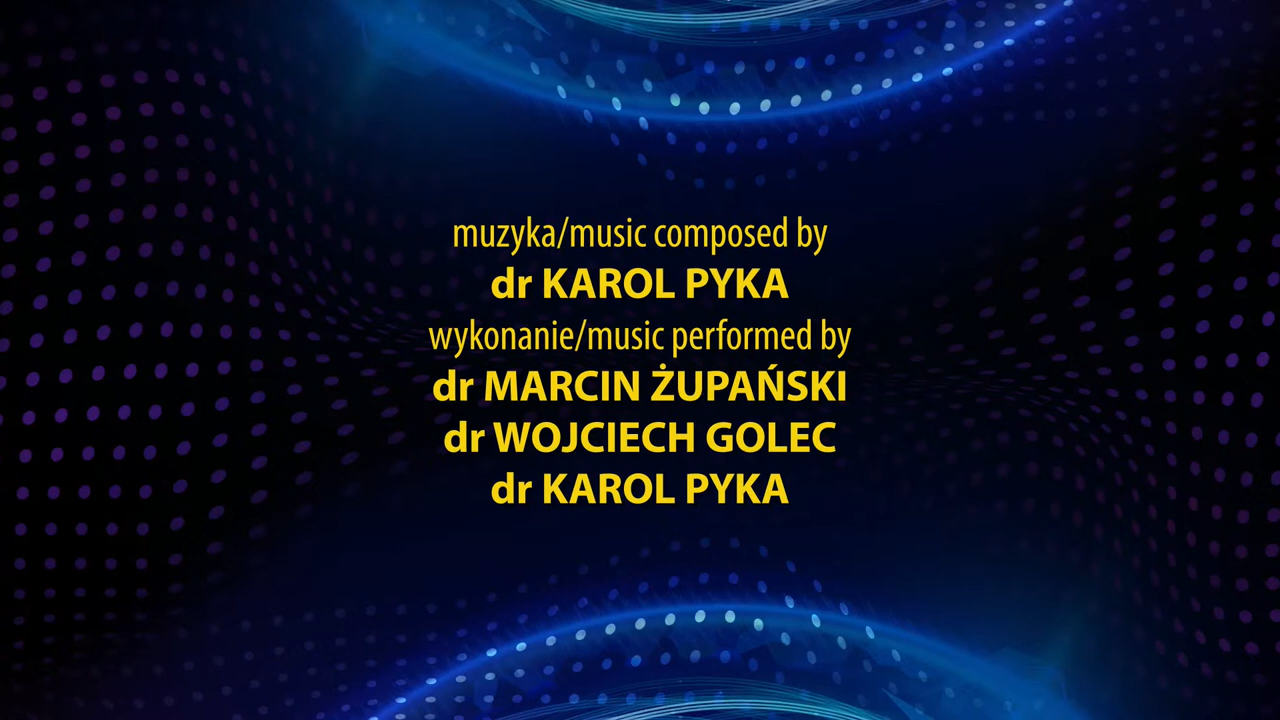 muzyka/music composed by
dr KAROL PYKA
wykonanie/music performed by
dr MARCIN ŻUPAŃSKI
dr WOJCIECH GOLEC
dr KAROL PYKA